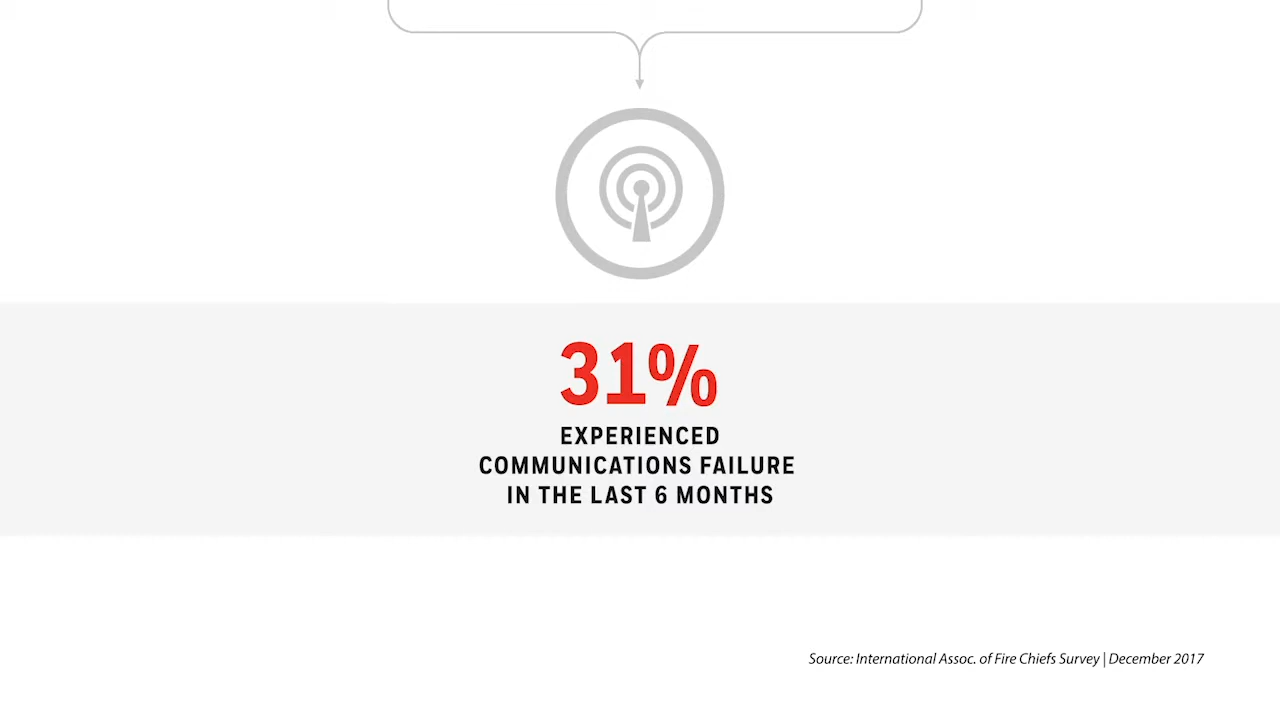 31%
EXPERIENCED
COMMUNICATIONS FAILURE
IN THE LAST 6 MONTHS
Source: International Assoc. of Fire Chiefs Survey | December 2017